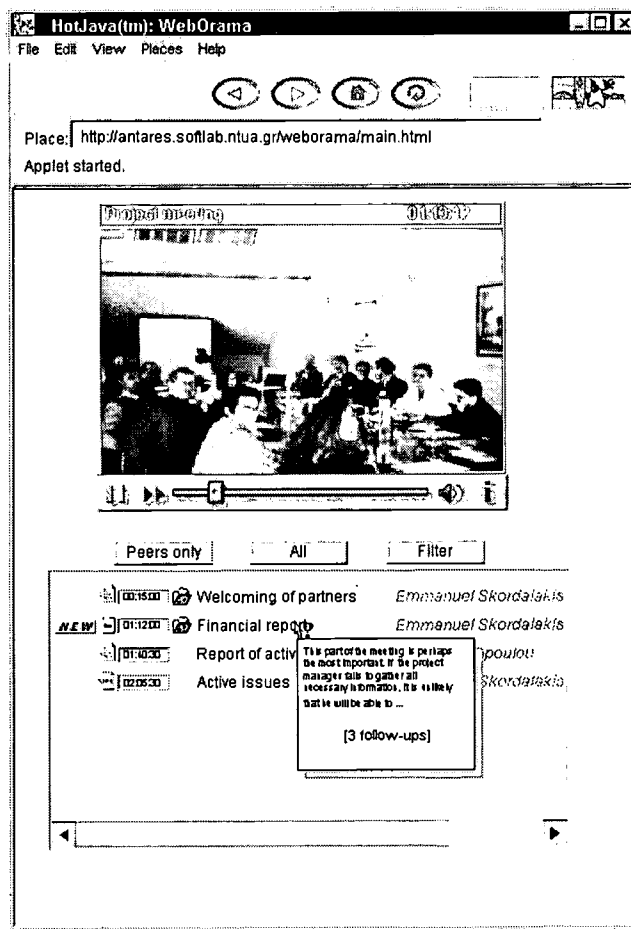 HotJava(tm): WebOrama
File Edit View Places Help
Place: http://antares.softlab.ntua.gr/weborama/main.html
Applet started.
Project meeting
Peers only All Filter
00:15:00 Welcoming of partners Emmanuel Skordalakis
NEW 01:12:00 Financial report Emmanuel Skordalakis
01:40:30 Report of activ poulou
02:05:30 Active issues Skordalakis
This part of the meeting is perhaps
the most important. If the project
manager fails to gather all
necessary information, it is unlikely
that he will be able to ...
[3 follow-ups]